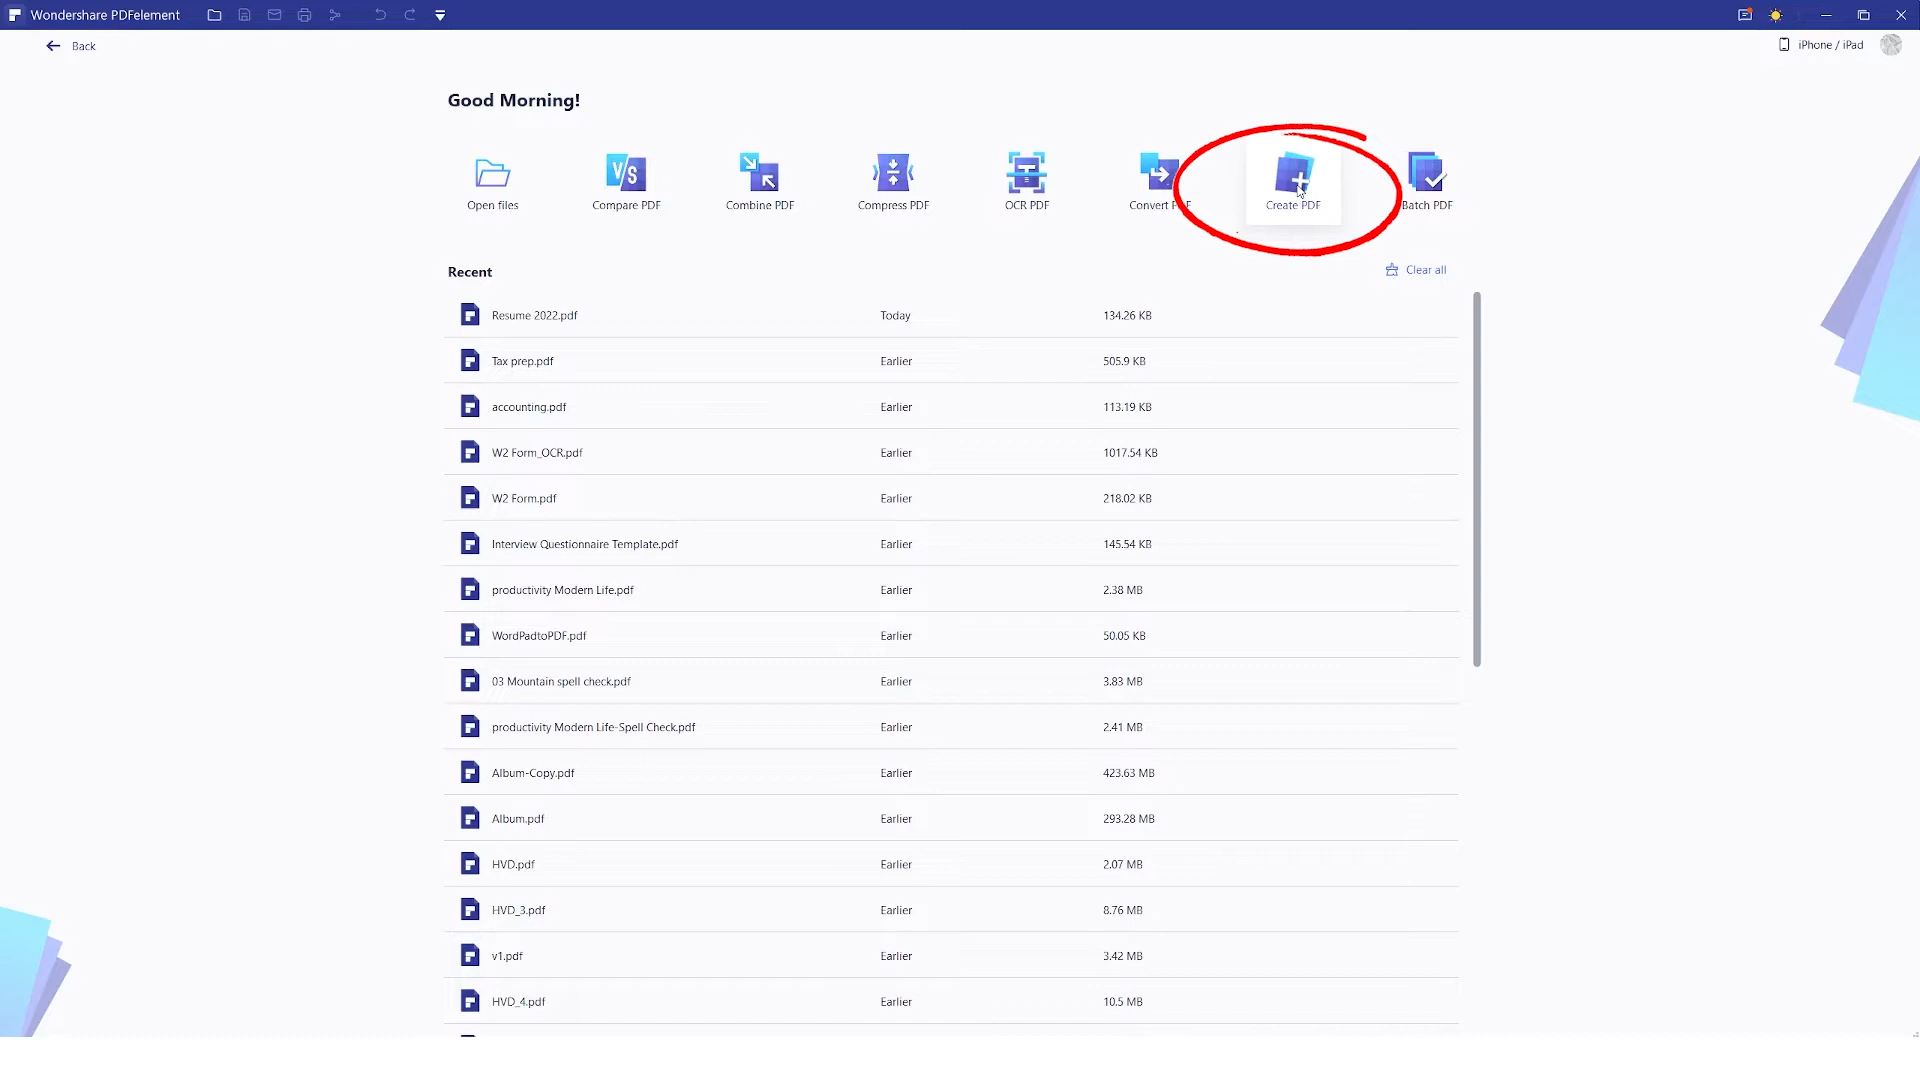 Wondershare PDFelement
Back
iPhone / iPad
Good Morning!
Open files
Compare PDF
Combine PDF
Compress PDF
OCR PDF
Convert PDF
Create PDF
Batch PDF
Recent
Clear all
Resume 2022.pdf Today 134.26 KB
Tax prep.pdf Earlier 505.9 KB
accounting.pdf Earlier 113.19 KB
W2 Form_OCR.pdf Earlier 1017.54 KB
W2 Form.pdf Earlier 218.02 KB
Interview Questionnaire Template.pdf Earlier 145.54 KB
productivity Modern Life.pdf Earlier 2.38 MB
WordPadtoPDF.pdf Earlier 50.05 KB
03 Mountain spell check.pdf Earlier 3.83 MB
productivity Modern Life-Spell Check.pdf Earlier 2.41 MB
Album-Copy.pdf Earlier 423.63 MB
Album.pdf Earlier 293.28 MB
HVD.pdf Earlier 2.07 MB
HVD_3.pdf Earlier 8.76 MB
v1.pdf Earlier 3.42 MB
HVD_4.pdf Earlier 10.5 MB